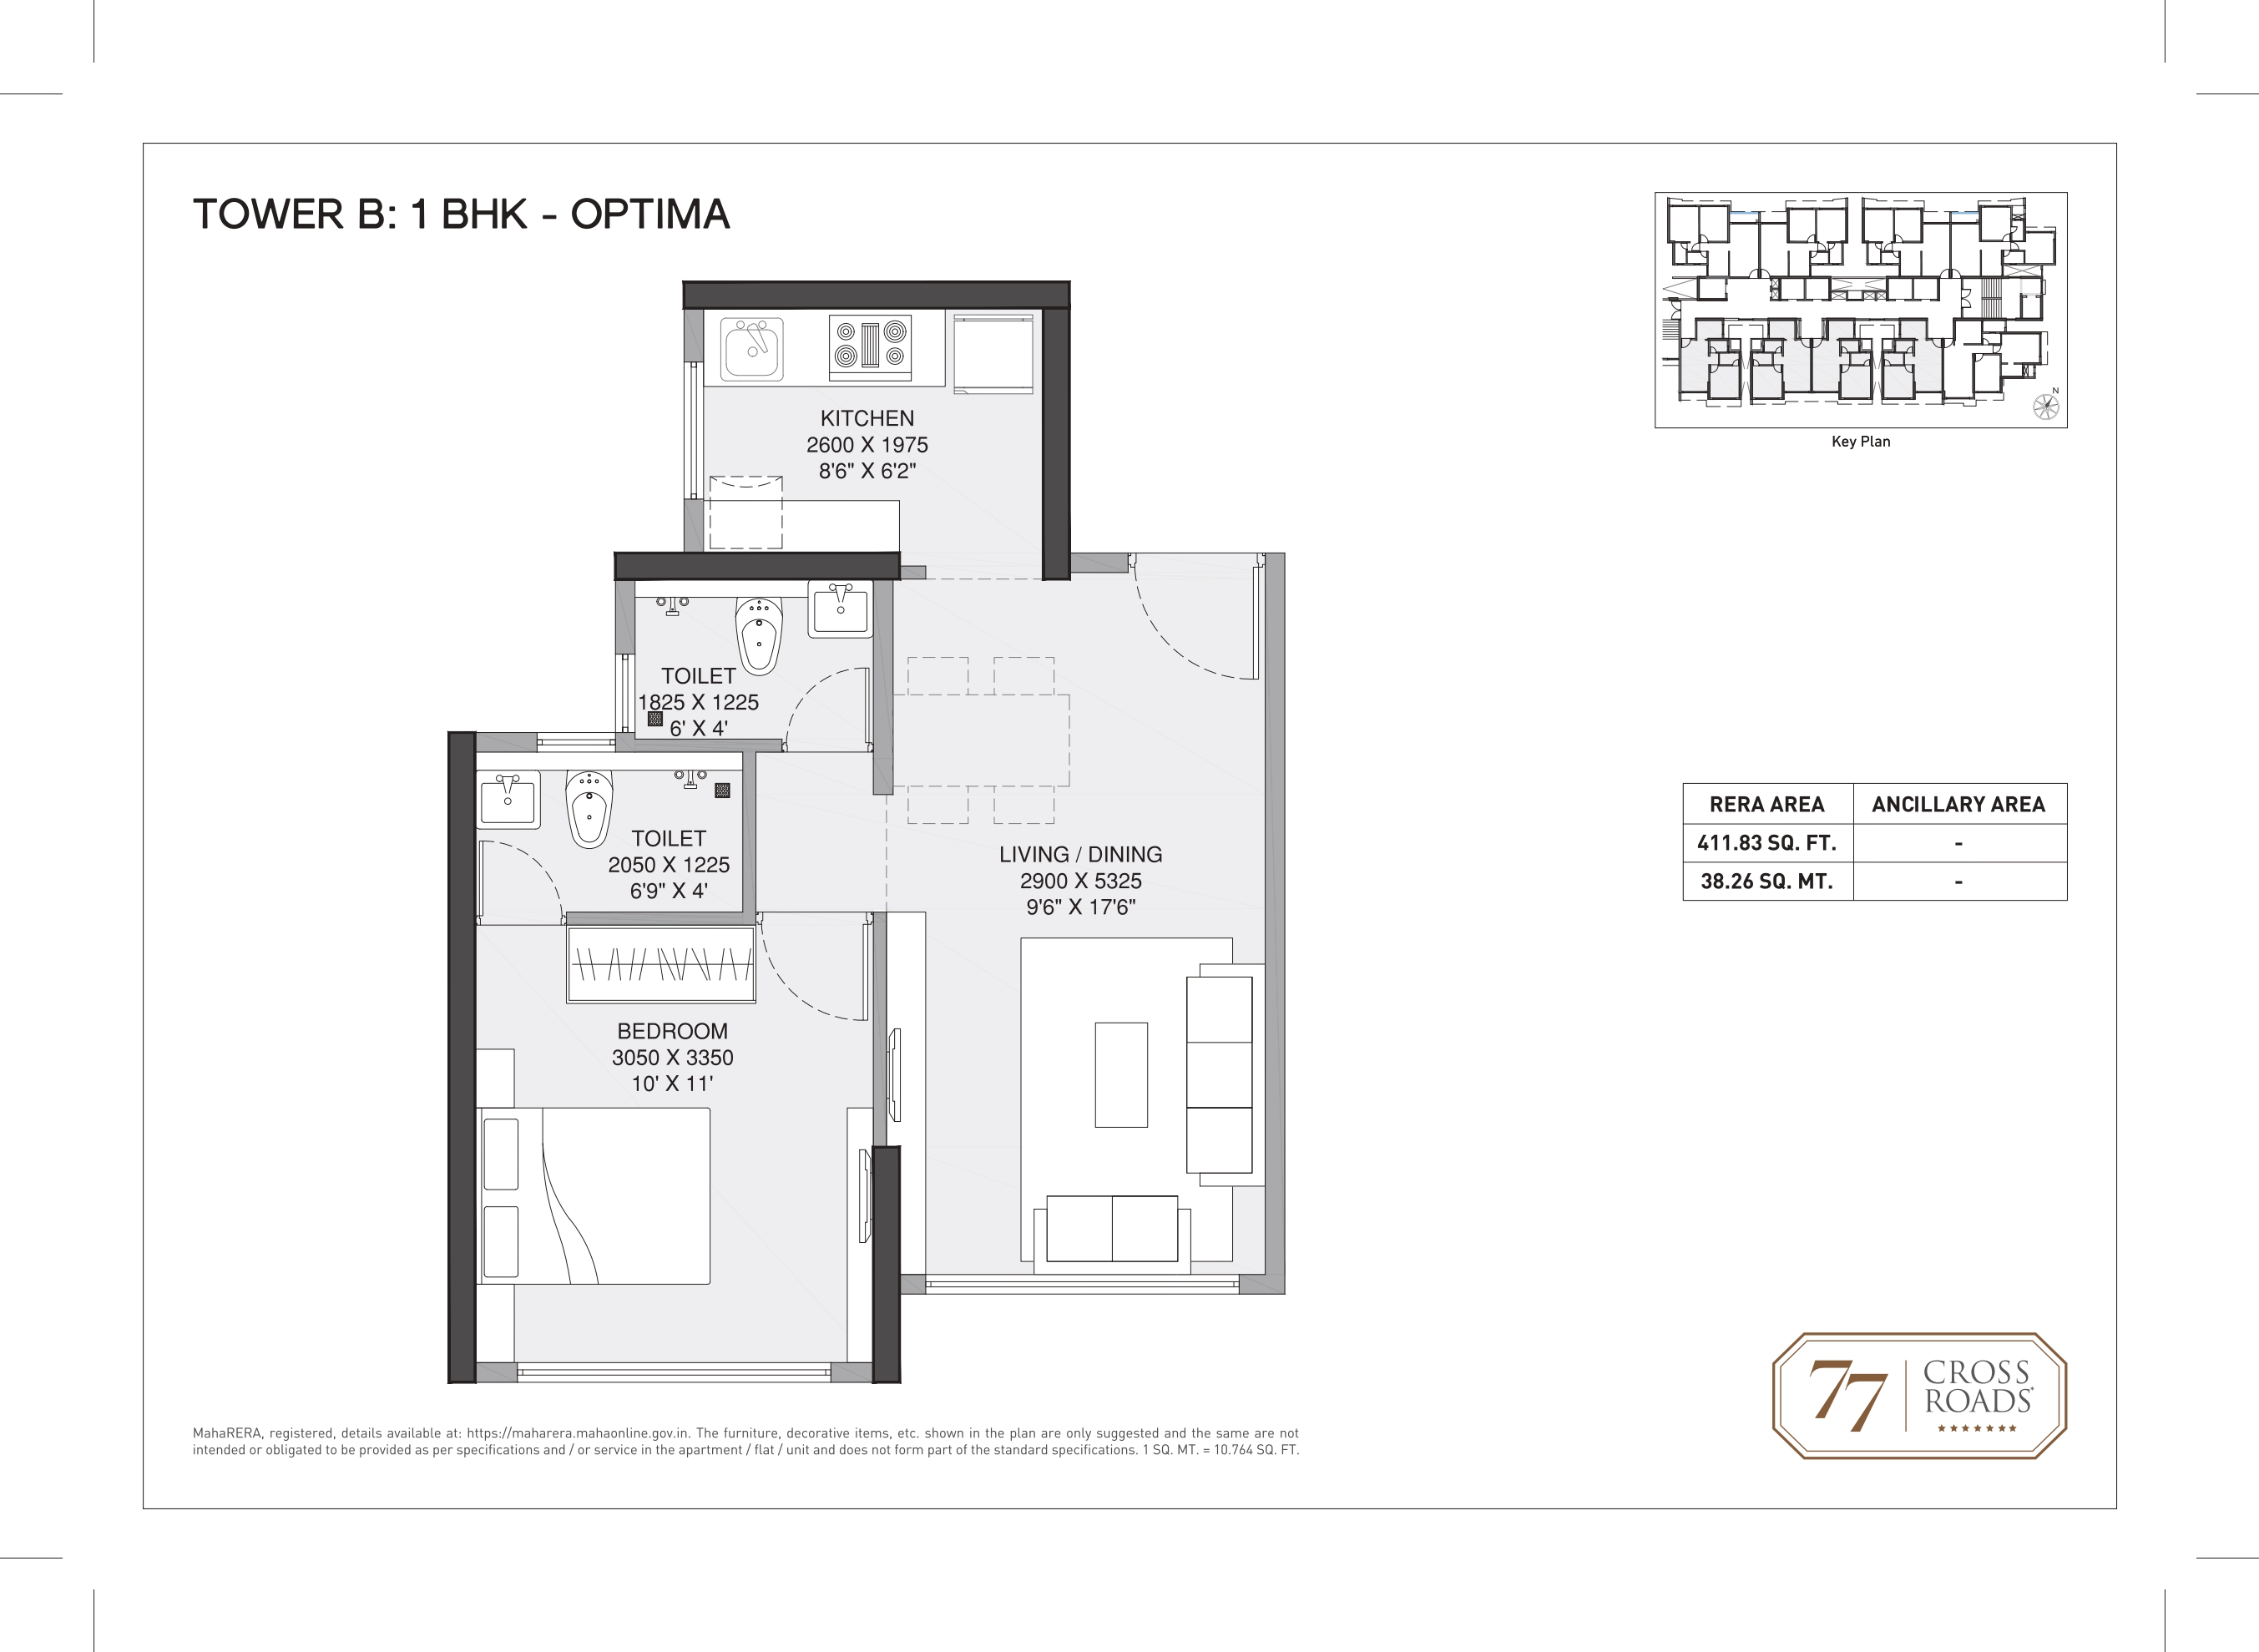 TOWER B: 1 BHK - OPTIMA
N
Key Plan
KITCHEN
2600 X 1975
8'6" X 6'2"
TOILET
1825 X 1225
6' X 4'
TOILET
2050 X 1225
6'9" X 4'
LIVING / DINING
2900 X 5325
9'6" X 17'6"
BEDROOM
3050 X 3350
10' X 11'
RERA AREA ANCILLARY AREA
411.83 SQ. FT. -
38.26 SQ. MT. -
77 CROSS
ROADS
MahaRERA, registered, details available at: https://maharera.mahaonline.gov.in. The furniture, decorative items, etc. shown in the plan are only suggested and the same are not
intended or obligated to be provided as per specifications and / or service in the apartment / flat / unit and does not form part of the standard specifications. 1 SQ. MT. = 10.764 SQ. FT.